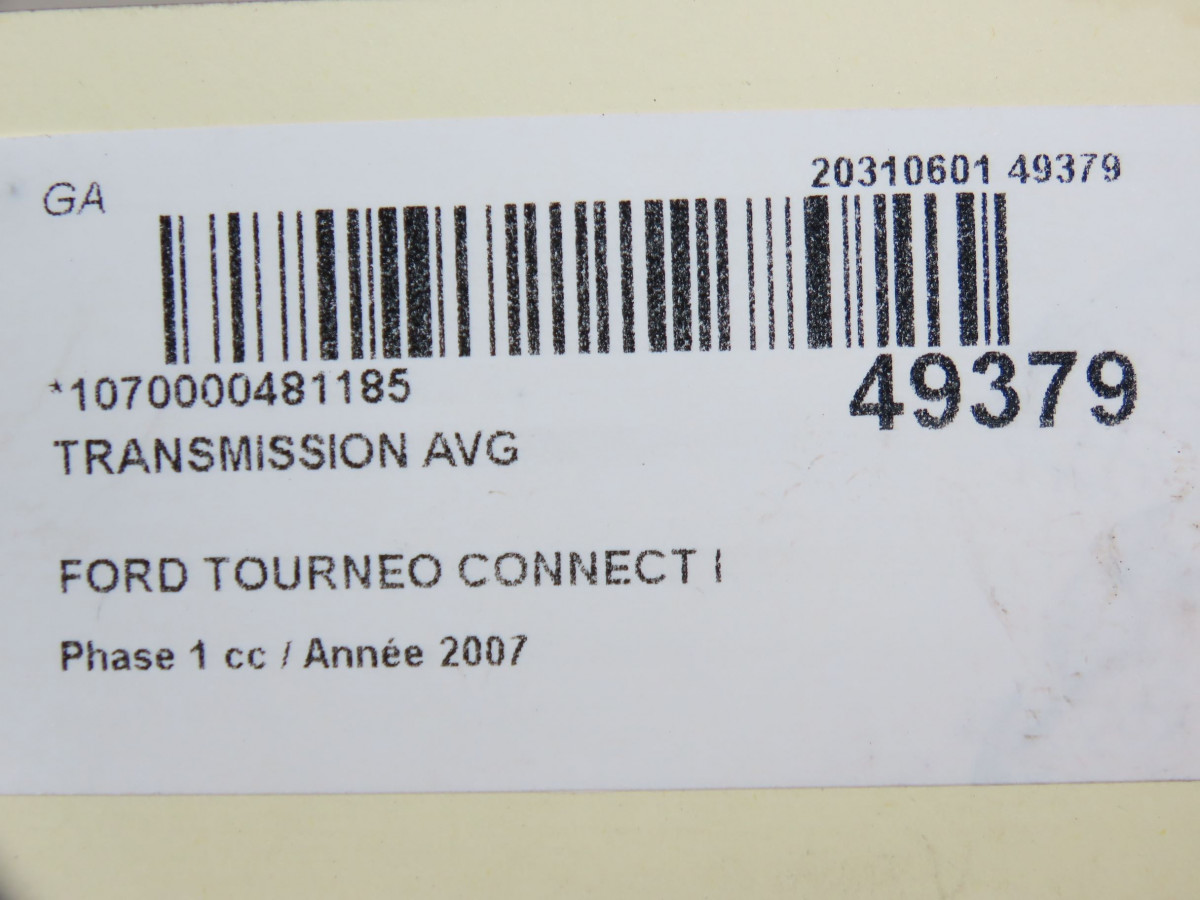 GA
20310601 49379
*1070000481185
49379
TRANSMISSION AVG
FORD TOURNEO CONNECT I
Phase 1 cc / Année 2007